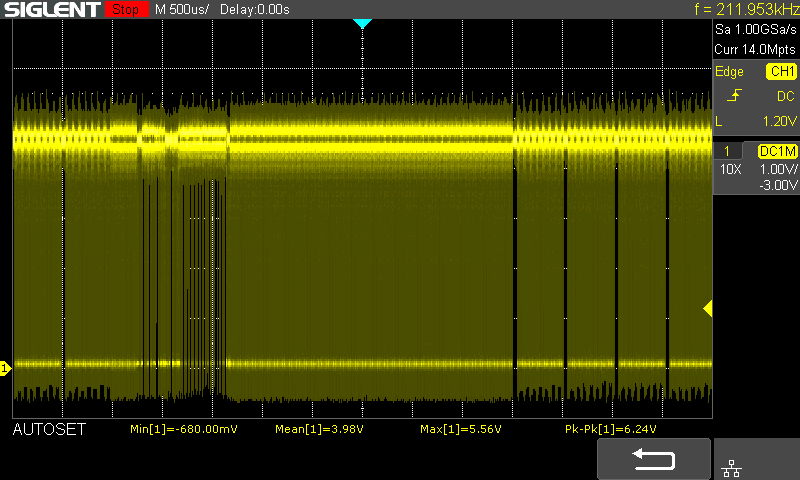 SIGLENT Stop M 500us/ Delay:0.00s f = 211.953kHz
Sa 1.00GSa/s
Curr 14.0Mpts
Edge CH1
DC
L 1.20V
1 DC1M
10X 1.00V/
-3.00V
1
AUTOSET Min[1]=-680.00mV Mean[1]=3.98V Max[1]=5.56V Pk-Pk[1]=6.24V